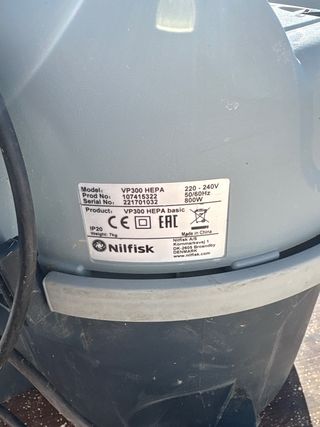 Model: VP300 HEPA 220 - 240V
Prod No: 107415322 50/60Hz
Serial No: 221701032 800W
Product: VP300 HEPA basic
IP20
Weight: 7kg
CE EAC
Made in China
Nilfisk
Nilfisk A/S
Kornmarksvej 1
DK-2605 Broendby
DENMARK
www.nilfisk.com